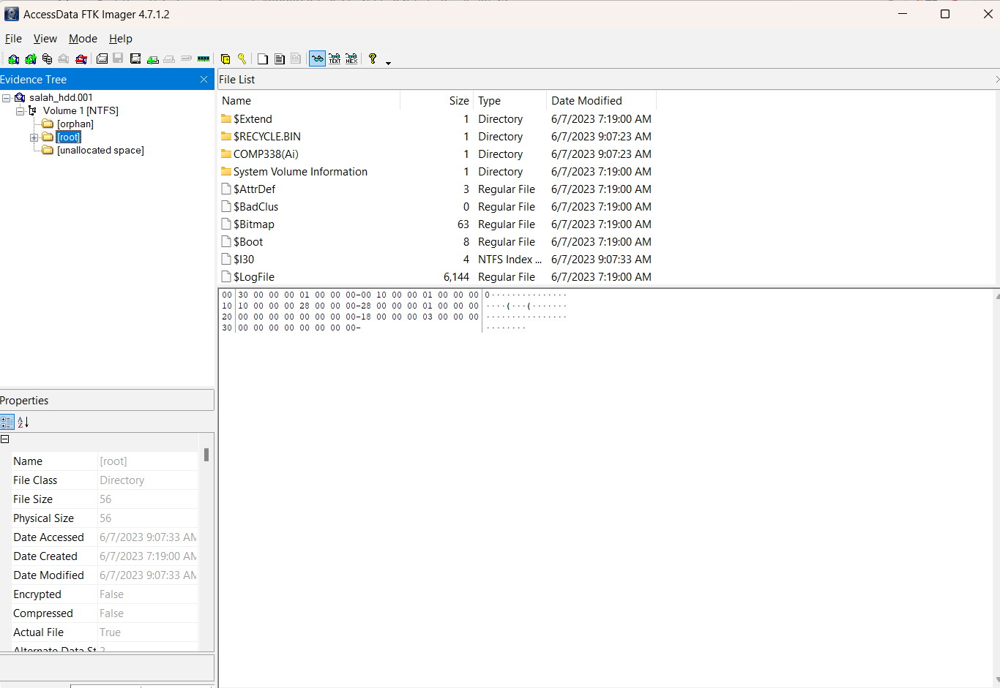 AccessData FTK Imager 4.7.1.2
File View Mode Help
TEXT HEX
Evidence Tree
salah_hdd.001
Volume 1 [NTFS]
[orphan]
[root]
[unallocated space]
File List
Name Size Type Date Modified
$Extend 1 Directory 6/7/2023 7:19:00 AM
$RECYCLE.BIN 1 Directory 6/7/2023 9:07:23 AM
COMP338(Ai) 1 Directory 6/7/2023 9:07:23 AM
System Volume Information 1 Directory 6/7/2023 7:19:00 AM
$AttrDef 3 Regular File 6/7/2023 7:19:00 AM
$BadClus 0 Regular File 6/7/2023 7:19:00 AM
$Bitmap 63 Regular File 6/7/2023 7:19:00 AM
$Boot 8 Regular File 6/7/2023 7:19:00 AM
$I30 4 NTFS Index ... 6/7/2023 9:07:33 AM
$LogFile 6,144 Regular File 6/7/2023 7:19:00 AM
00 30 00 00 00 01 00 00 00-00 10 00 00 01 00 00 00 0···············
10 10 00 00 00 28 00 00 00-28 00 00 00 01 00 00 00 ····(···(·······
20 00 00 00 00 00 00 00 00-18 00 00 00 03 00 00 00 ················
30 00 00 00 00 00 00 00 00- ········
Properties
Name [root]
File Class Directory
File Size 56
Physical Size 56
Date Accessed 6/7/2023 9:07:33 AM
Date Created 6/7/2023 7:19:00 AM
Date Modified 6/7/2023 9:07:33 AM
Encrypted False
Compressed False
Actual File True
Alternate Data St 2